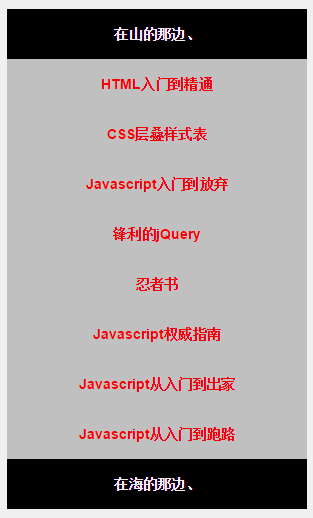 在山的那边、
HTML入门到精通
CSS层叠样式表
Javascript入门到放弃
锋利的jQuery
忍者书
Javascript权威指南
Javascript从入门到出家
Javascript从入门到跑路
在海的那边、